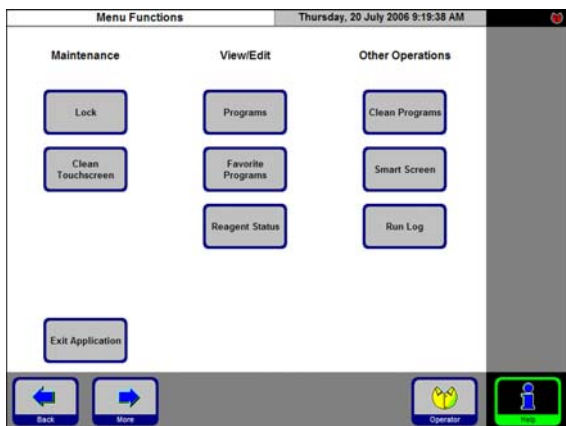 Menu Functions
Thursday, 20 July 2006 9:19:38 AM
Maintenance
View/Edit
Other Operations
Lock
Programs
Clean Programs
Clean
Touchscreen
Favorite
Programs
Smart Screen
Reagent Status
Run Log
Exit Application
Back
More
Operator
Help